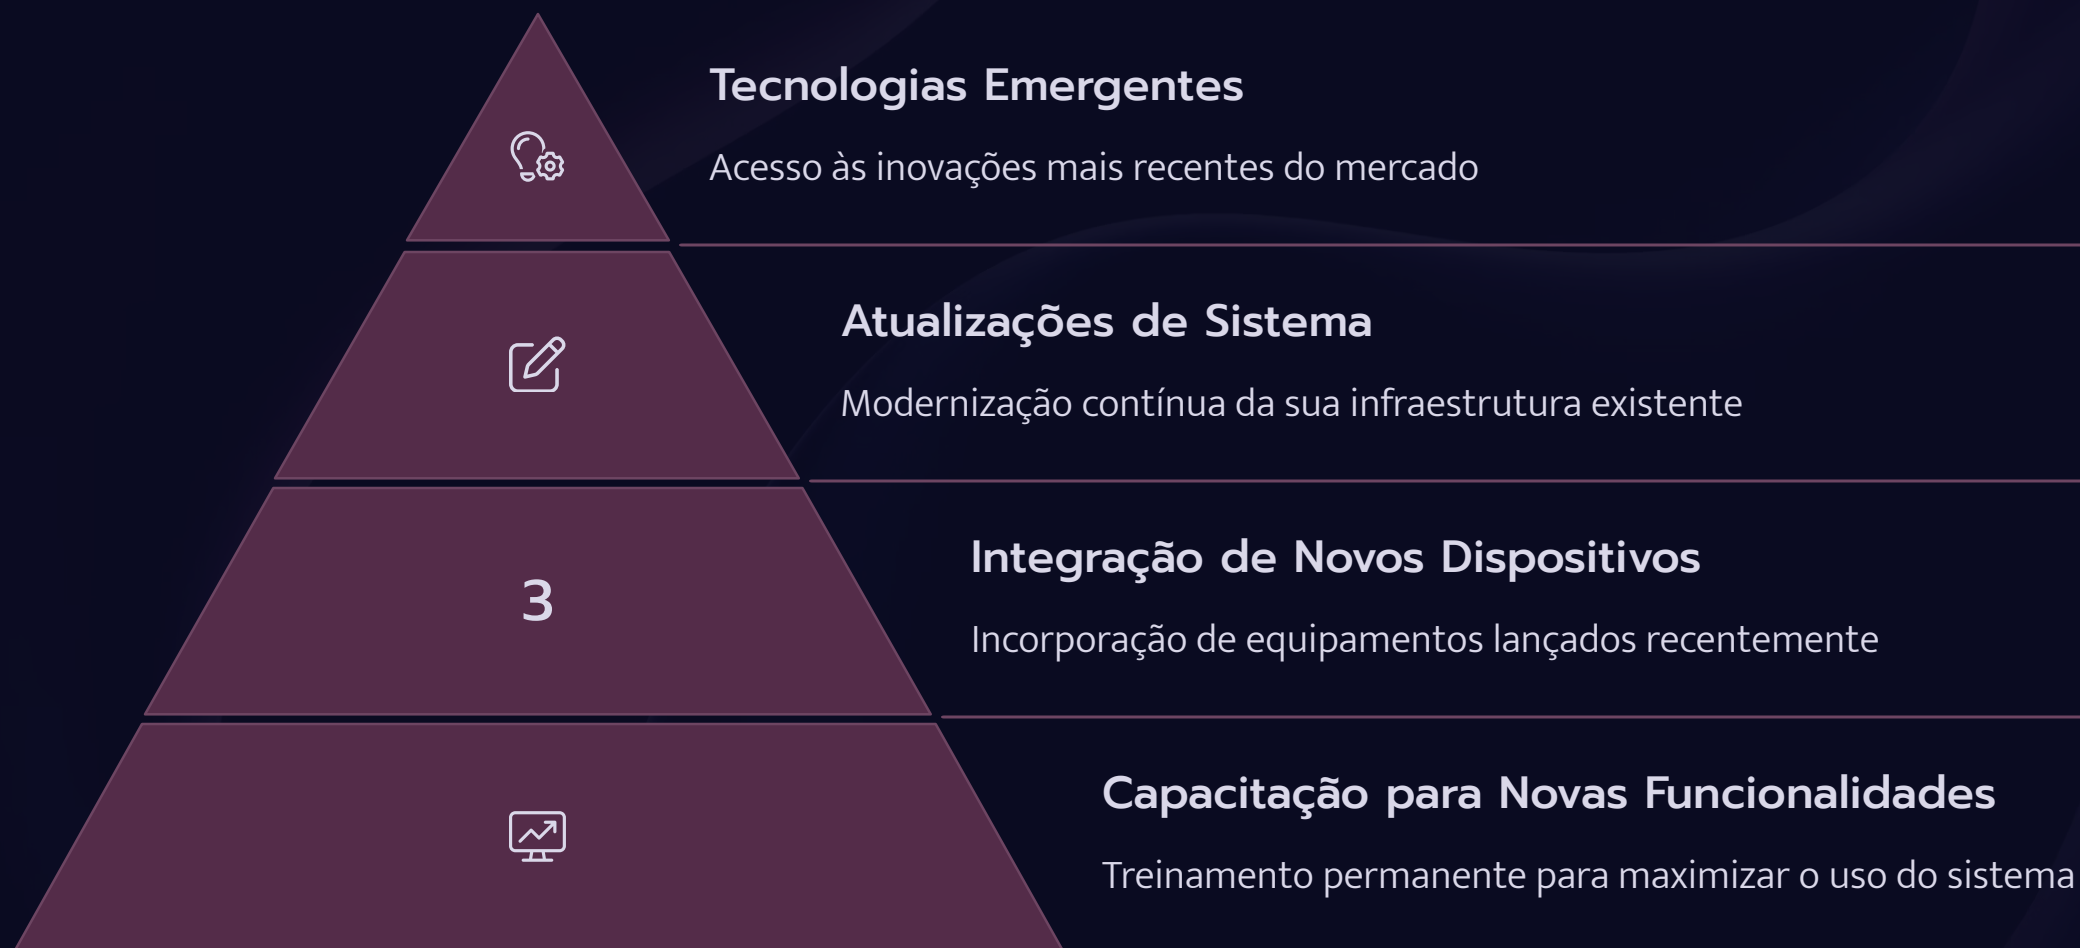 Tecnologias Emergentes
Acesso às inovações mais recentes do mercado
Atualizações de Sistema
Modernização contínua da sua infraestrutura existente
3
Integração de Novos Dispositivos
Incorporação de equipamentos lançados recentemente
Capacitação para Novas Funcionalidades
Treinamento permanente para maximizar o uso do sistema